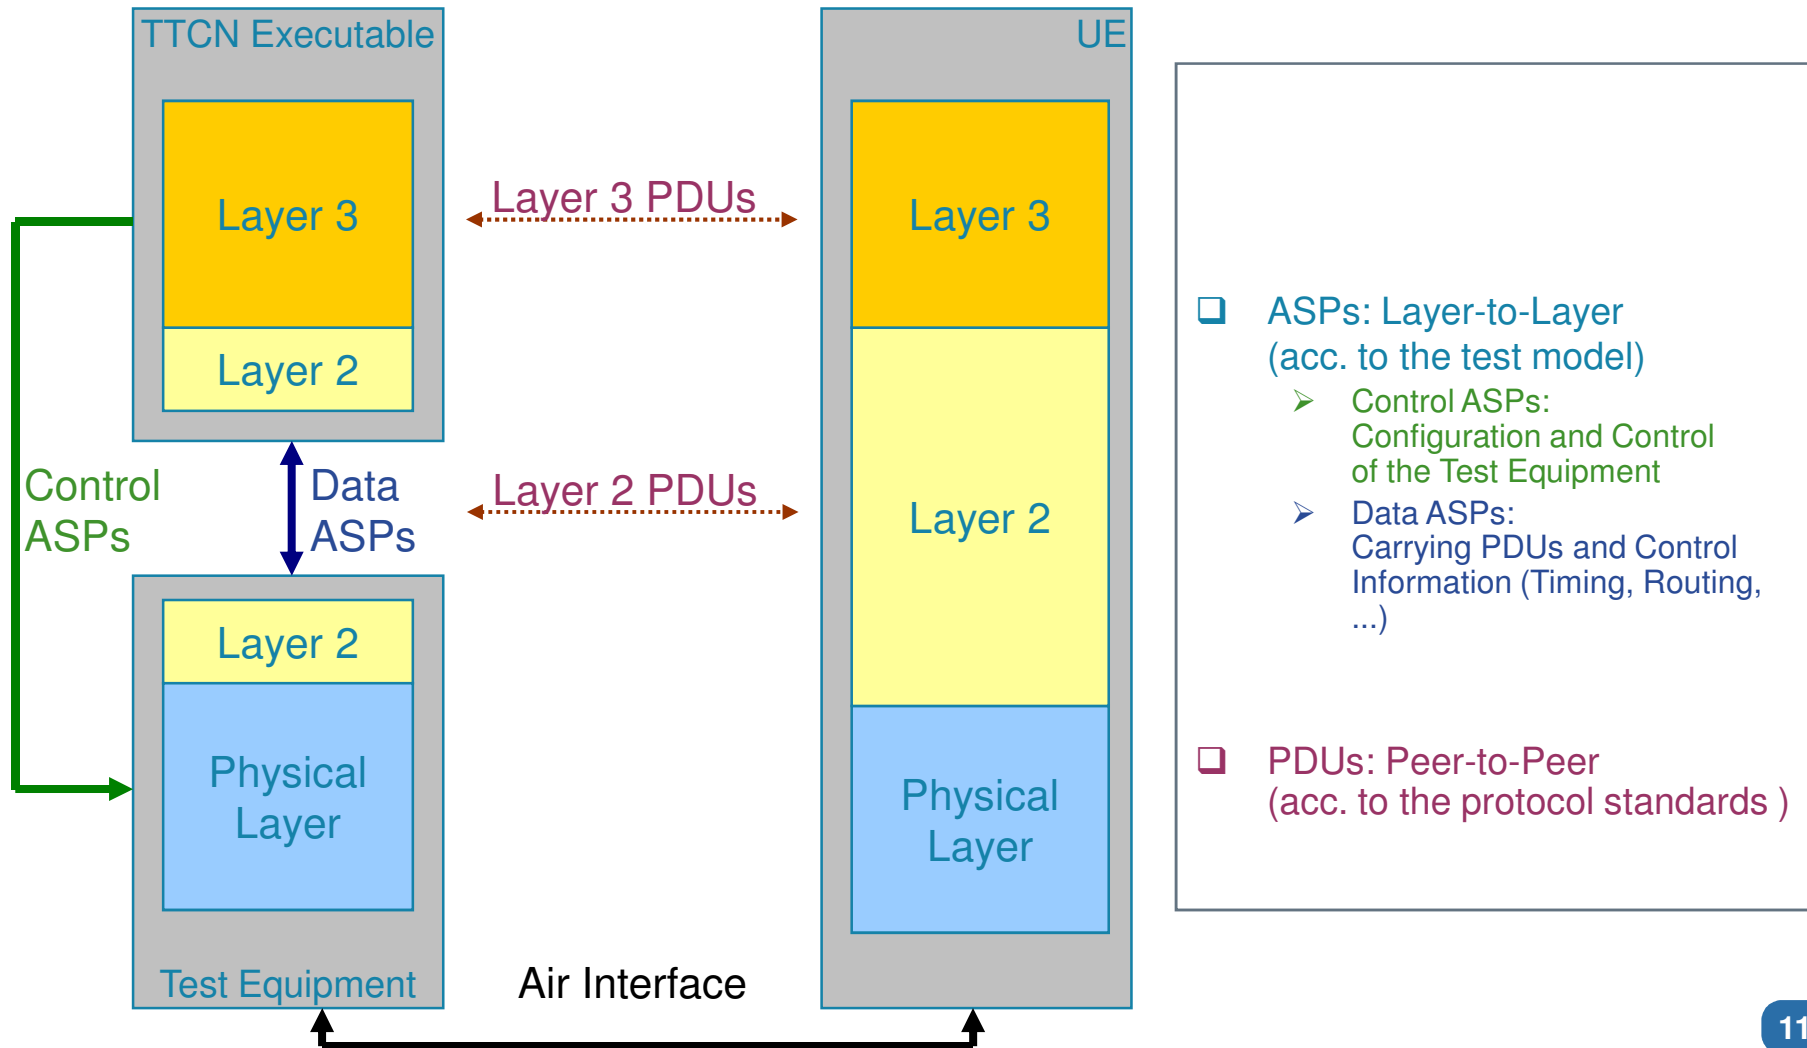 TTCN Executable
Layer 3
Layer 2
Control
ASPs
Data
ASPs
Layer 2
Physical
Layer
Test Equipment
Layer 3 PDUs
Layer 2 PDUs
Air Interface
UE
Layer 3
Layer 2
Physical
Layer
ASPs: Layer-to-Layer
(acc. to the test model)
Control ASPs:
Configuration and Control
of the Test Equipment
Data ASPs:
Carrying PDUs and Control
Information (Timing, Routing,
...)
PDUs: Peer-to-Peer
(acc. to the protocol standards )
11